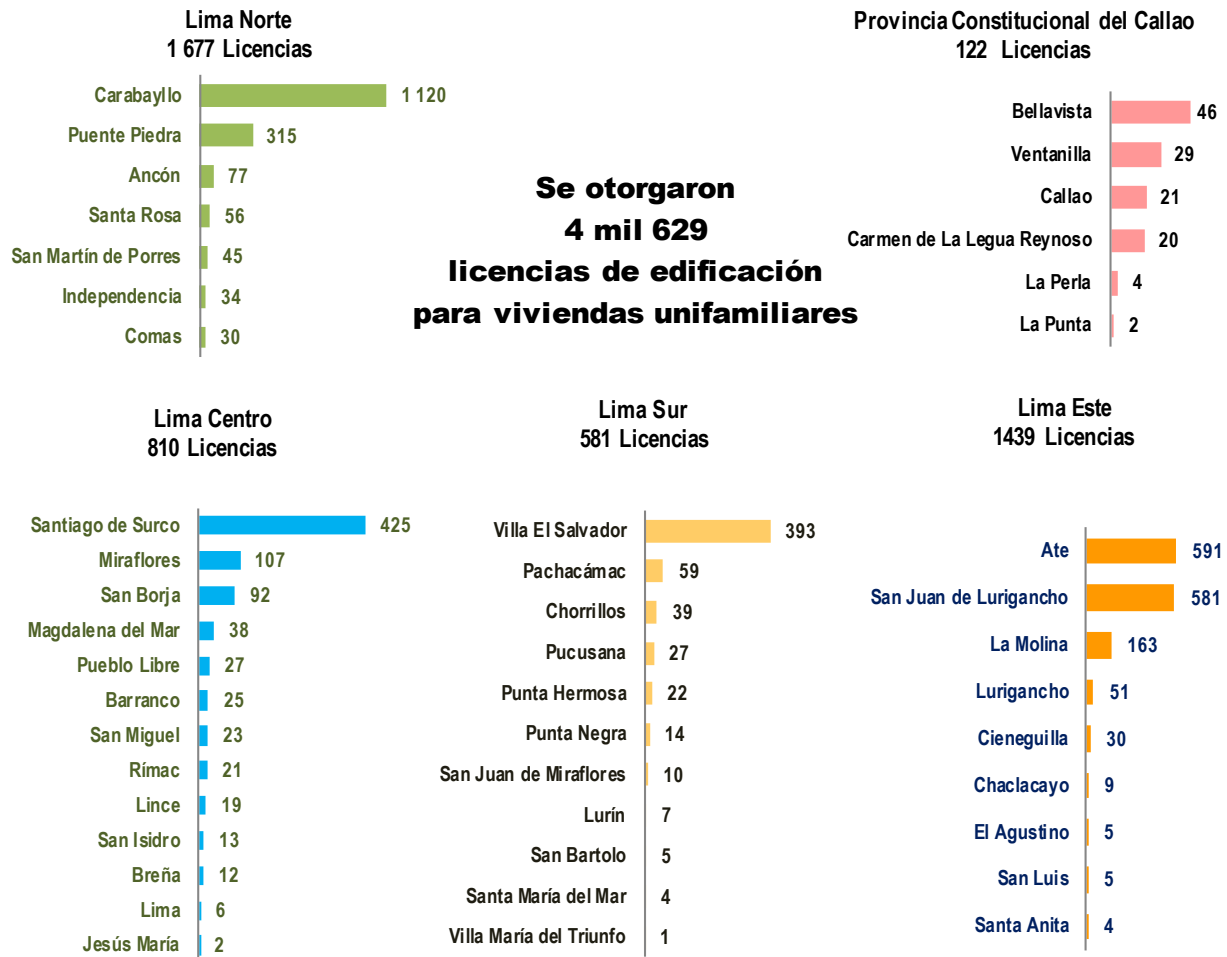 Lima Norte
1 677 Licencias
Carabayllo 1 120
Puente Piedra 315
Ancón 77
Santa Rosa 56
San Martín de Porres 45
Independencia 34
Comas 30
Se otorgaron
4 mil 629
licencias de edificación
para viviendas unifamiliares
Provincia Constitucional del Callao
122 Licencias
Bellavista 46
Ventanilla 29
Callao 21
Carmen de La Legua Reynoso 20
La Perla 4
La Punta 2
Lima Centro
810 Licencias
Santiago de Surco 425
Miraflores 107
San Borja 92
Magdalena del Mar 38
Pueblo Libre 27
Barranco 25
San Miguel 23
Rímac 21
Lince 19
San Isidro 13
Breña 12
Lima 6
Jesús María 2
Lima Sur
581 Licencias
Villa El Salvador 393
Pachacámac 59
Chorrillos 39
Pucusana 27
Punta Hermosa 22
Punta Negra 14
San Juan de Miraflores 10
Lurín 7
San Bartolo 5
Santa María del Mar 4
Villa María del Triunfo 1
Lima Este
1439 Licencias
Ate 591
San Juan de Lurigancho 581
La Molina 163
Lurigancho 51
Cieneguilla 30
Chaclacayo 9
El Agustino 5
San Luis 5
Santa Anita 4